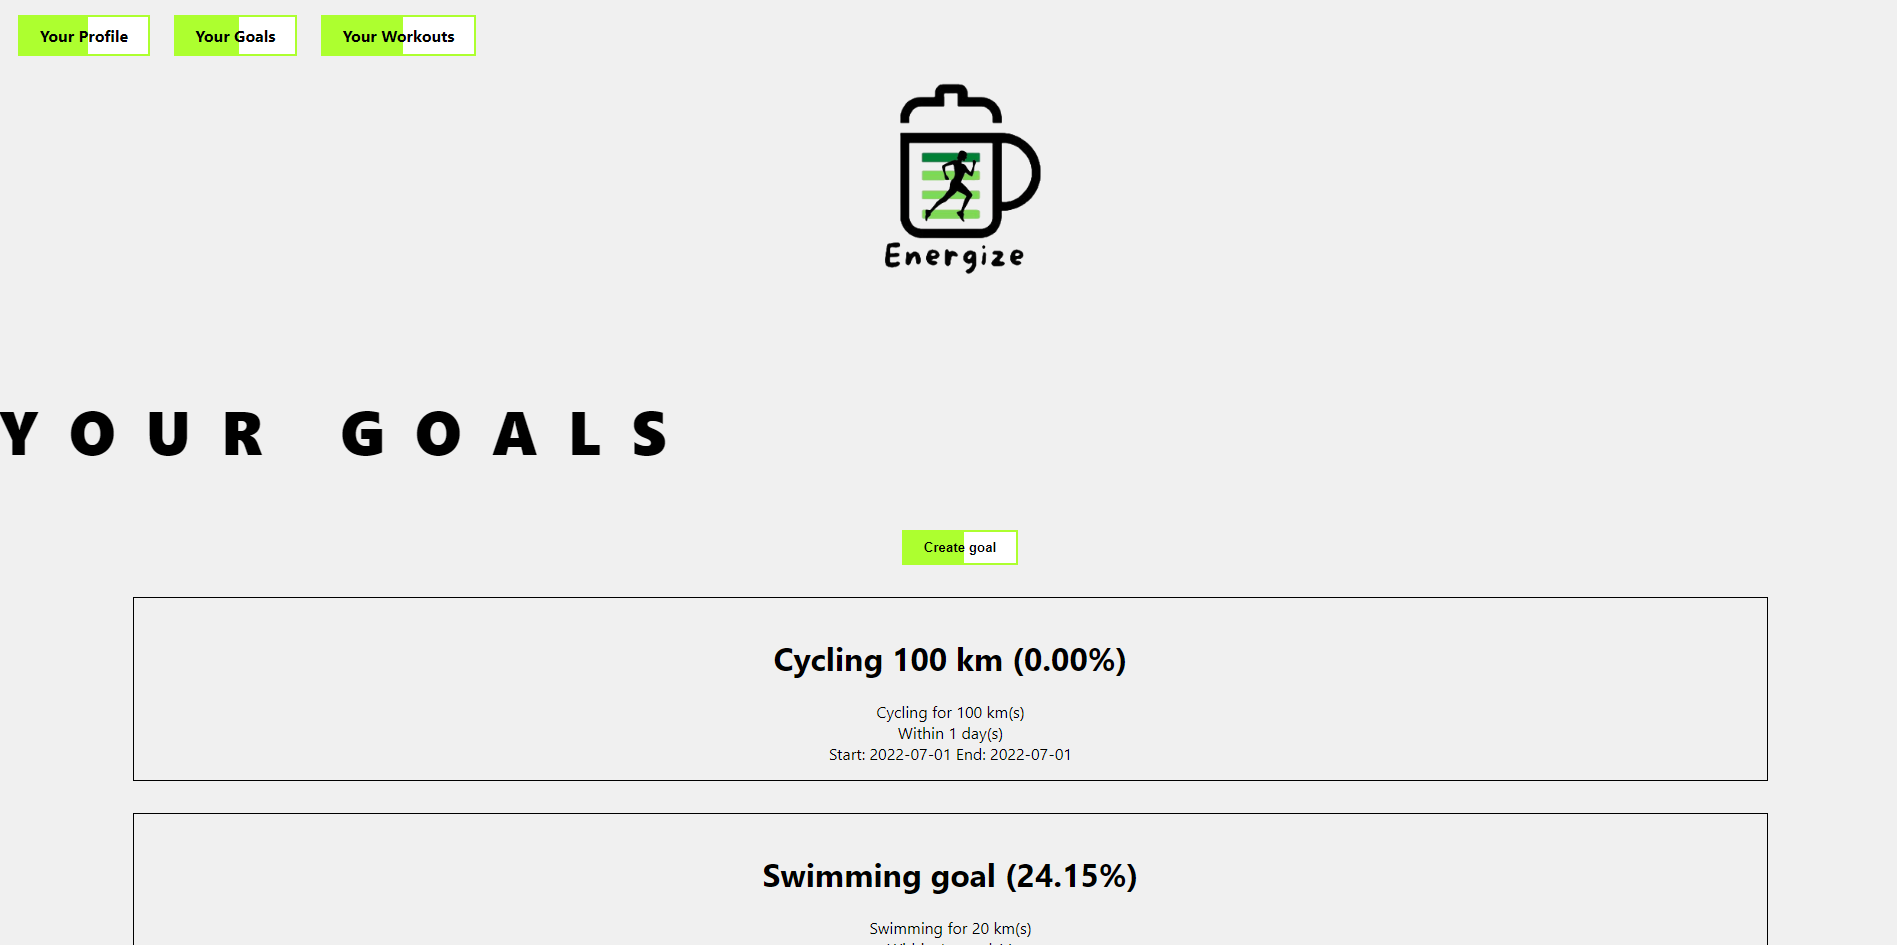 Your Profile
Your Goals
Your Workouts
Energize
YOUR GOALS
Create goal
Cycling 100 km (0.00%)
Cycling for 100 km(s)
Within 1 day(s)
Start: 2022-07-01 End: 2022-07-01
Swimming goal (24.15%)
Swimming for 20 km(s)